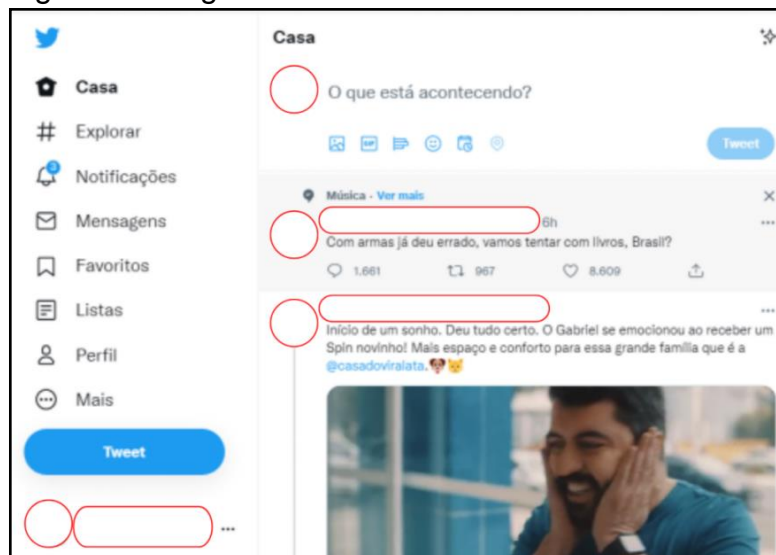 Casa
Explorar
Notificações
3
Mensagens
Favoritos
Listas
Perfil
Mais
Tweet
Casa
O que está acontecendo?
GIF
Tweet
Música - Ver mais
6h
Com armas já deu errado, vamos tentar com livros, Brasil?
1.661 967 8.609
Início de um sonho. Deu tudo certo. O Gabriel se emocionou ao receber um
Spin novinho! Mais espaço e conforto para essa grande família que é a
@casadoviralata.